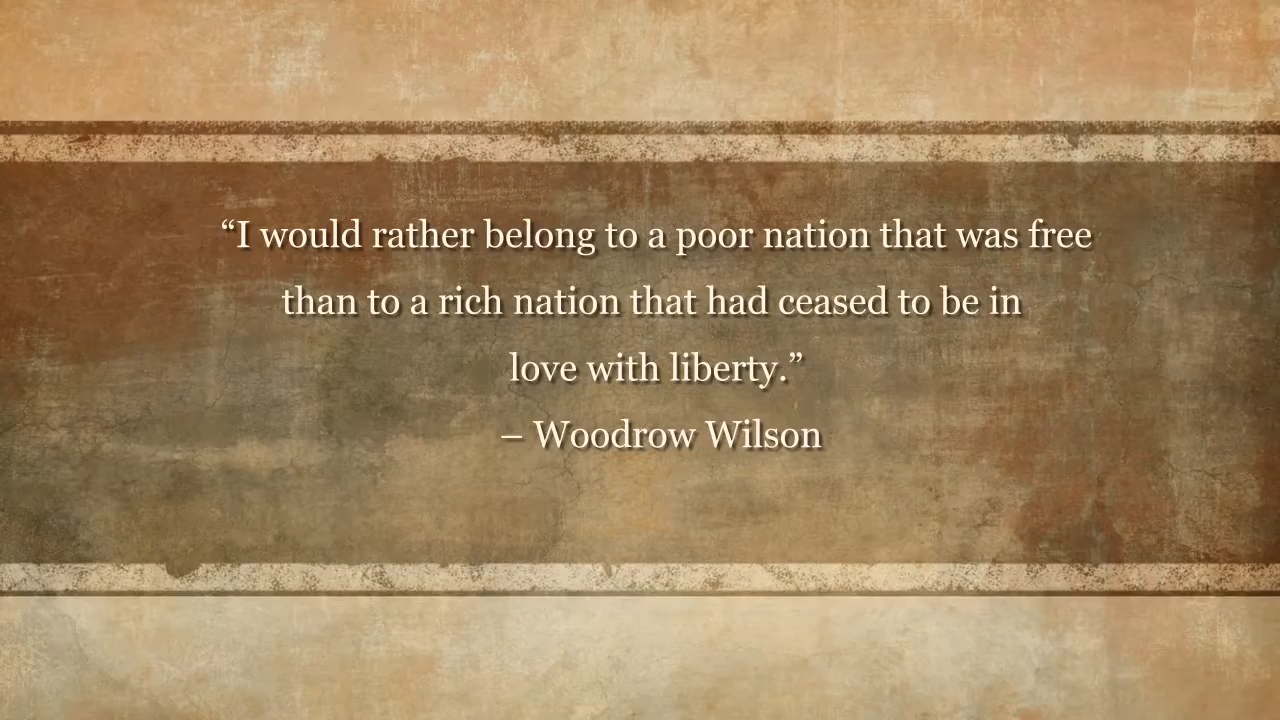 “I would rather belong to a poor nation that was free
than to a rich nation that had ceased to be in
love with liberty.”
– Woodrow Wilson